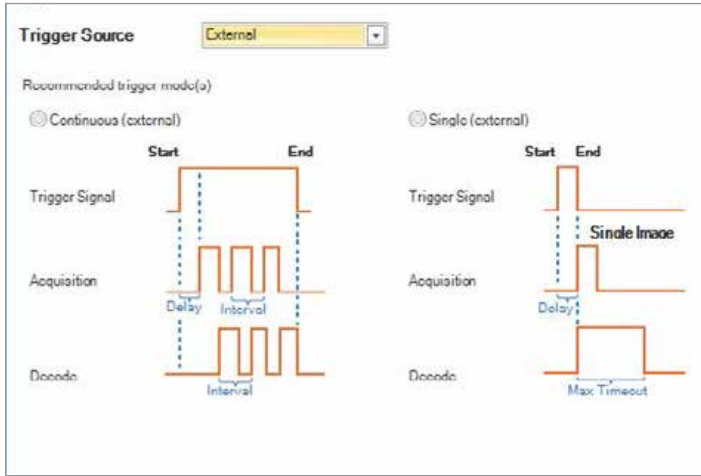 Trigger Source External
Recommended trigger mode(s)
Continuous (external) Single (external)
Start End Start End
Trigger Signal Trigger Signal
Single Image
Acquisition Acquisition
Delay Interval Delay
Decode Decode
Interval Max Timeout